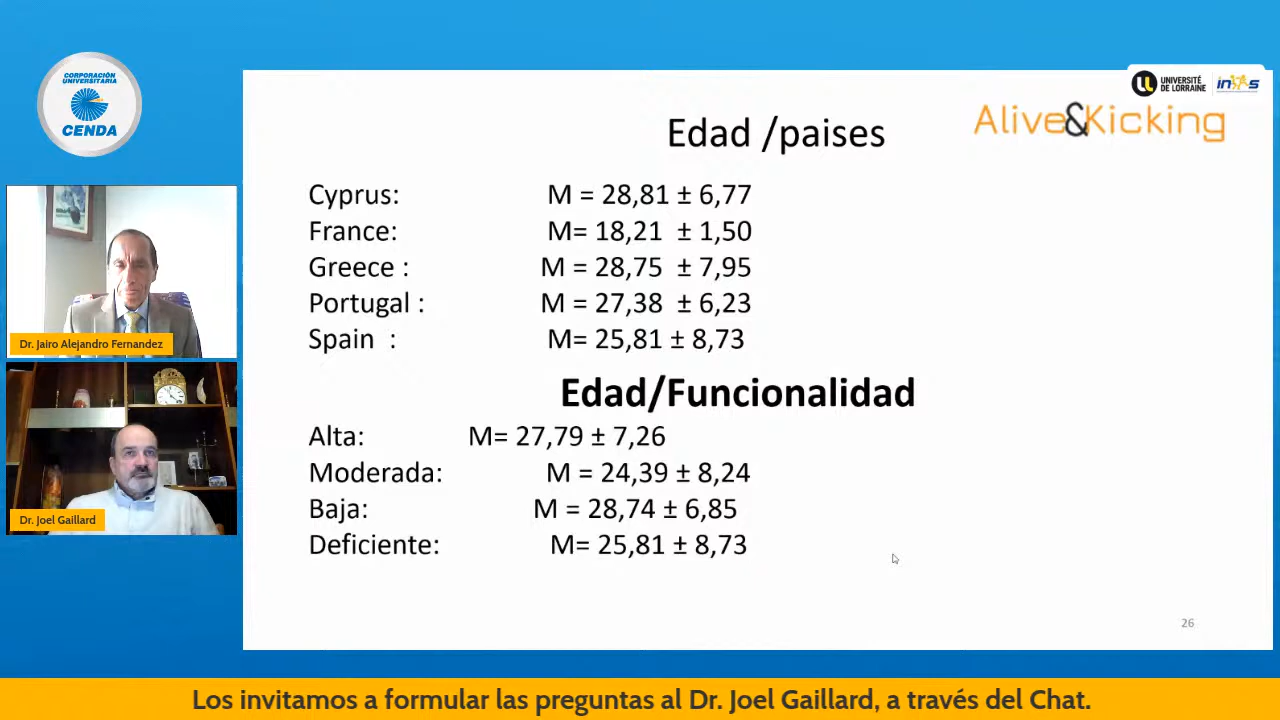 CORPORACIÓN
UNIVERSITARIA
CENDA
UNIVERSITÉ
DE LORRAINE
Alive&Kicking
Edad /paises
Cyprus: M = 28,81 ± 6,77
France: M= 18,21 ± 1,50
Greece : M = 28,75 ± 7,95
Portugal : M = 27,38 ± 6,23
Spain : M= 25,81 ± 8,73
Edad/Funcionalidad
Alta: M= 27,79 ± 7,26
Moderada: M = 24,39 ± 8,24
Baja: M = 28,74 ± 6,85
Deficiente: M= 25,81 ± 8,73
26
Dr. Jairo Alejandro Fernandez
Dr. Joel Gaillard
Los invitamos a formular las preguntas al Dr. Joel Gaillard, a través del Chat.